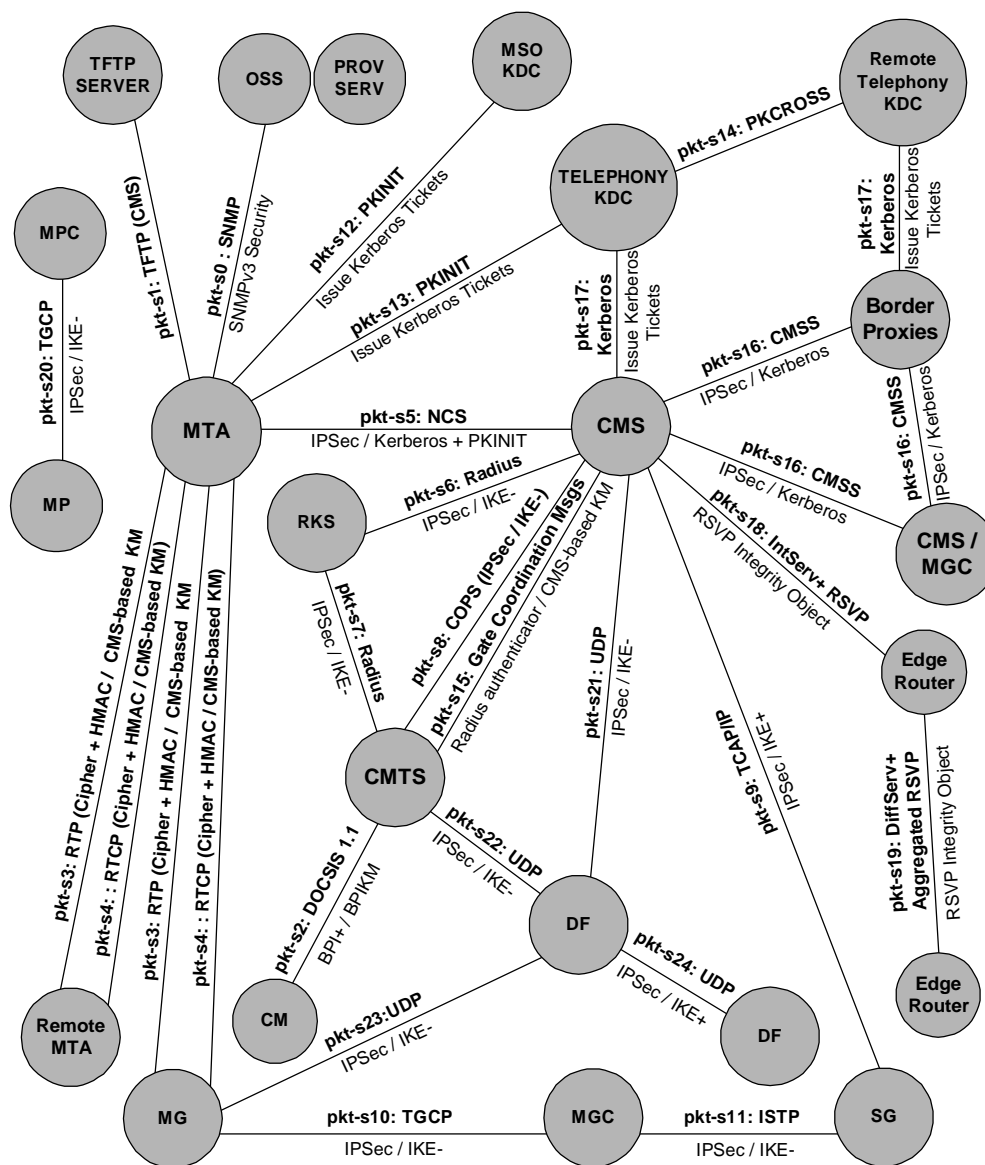 TFTP
SERVER
OSS
PROV
SERV
MSO
KDC
Remote
Telephony
KDC
pkt-s14: PKCROSS
TELEPHONY
KDC
MPC
pkt-s1: TFTP (CMS)
pkt-s0 : SNMP
SNMPv3 Security
pkt-s12: PKINIT
Issue Kerberos Tickets
pkt-s13: PKINIT
Issue Kerberos Tickets
pkt-s17:
Kerberos
Issue Kerberos
Tickets
pkt-s17:
Kerberos
Issue Kerberos
Tickets
pkt-s20: TGCP
IPSec / IKE-
Border
Proxies
pkt-s16: CMSS
IPSec / Kerberos
MTA
pkt-s5: NCS
IPSec / Kerberos + PKINIT
CMS
pkt-s16: CMSS
IPSec / Kerberos
pkt-s16: CMSS
IPSec / Kerberos
MP
RKS
pkt-s6: Radius
IPSec / IKE-
pkt-s8: COPS (IPSec / IKE-)
pkt-s15: Gate Coordination Msgs
Radius authenticator / CMS-based KM
pkt-s18: IntServ+ RSVP
RSVP Integrity Object
CMS /
MGC
pkt-s7: Radius
IPSec / IKE-
pkt-s3: RTP (Cipher + HMAC / CMS-based KM
pkt-s4: : RTCP (Cipher + HMAC / CMS-based KM)
pkt-s3: RTP (Cipher + HMAC / CMS-based KM
pkt-s4: : RTCP (Cipher + HMAC / CMS-based KM)
pkt-s21: UDP
IPSec / IKE-
Edge
Router
CMTS
pkt-s9: TCAP/IP
IPSec / IKE+
pkt-s19: DiffServ+
Aggregated RSVP
RSVP Integrity Object
pkt-s22: UDP
IPSec / IKE-
pkt-s2: DOCSIS 1.1
BPI+ / BPIKM
DF
pkt-s24: UDP
IPSec / IKE+
Edge
Router
CM
DF
Remote
MTA
pkt-s23:UDP
IPSec / IKE-
MG
pkt-s10: TGCP
IPSec / IKE-
MGC
pkt-s11: ISTP
IPSec / IKE-
SG